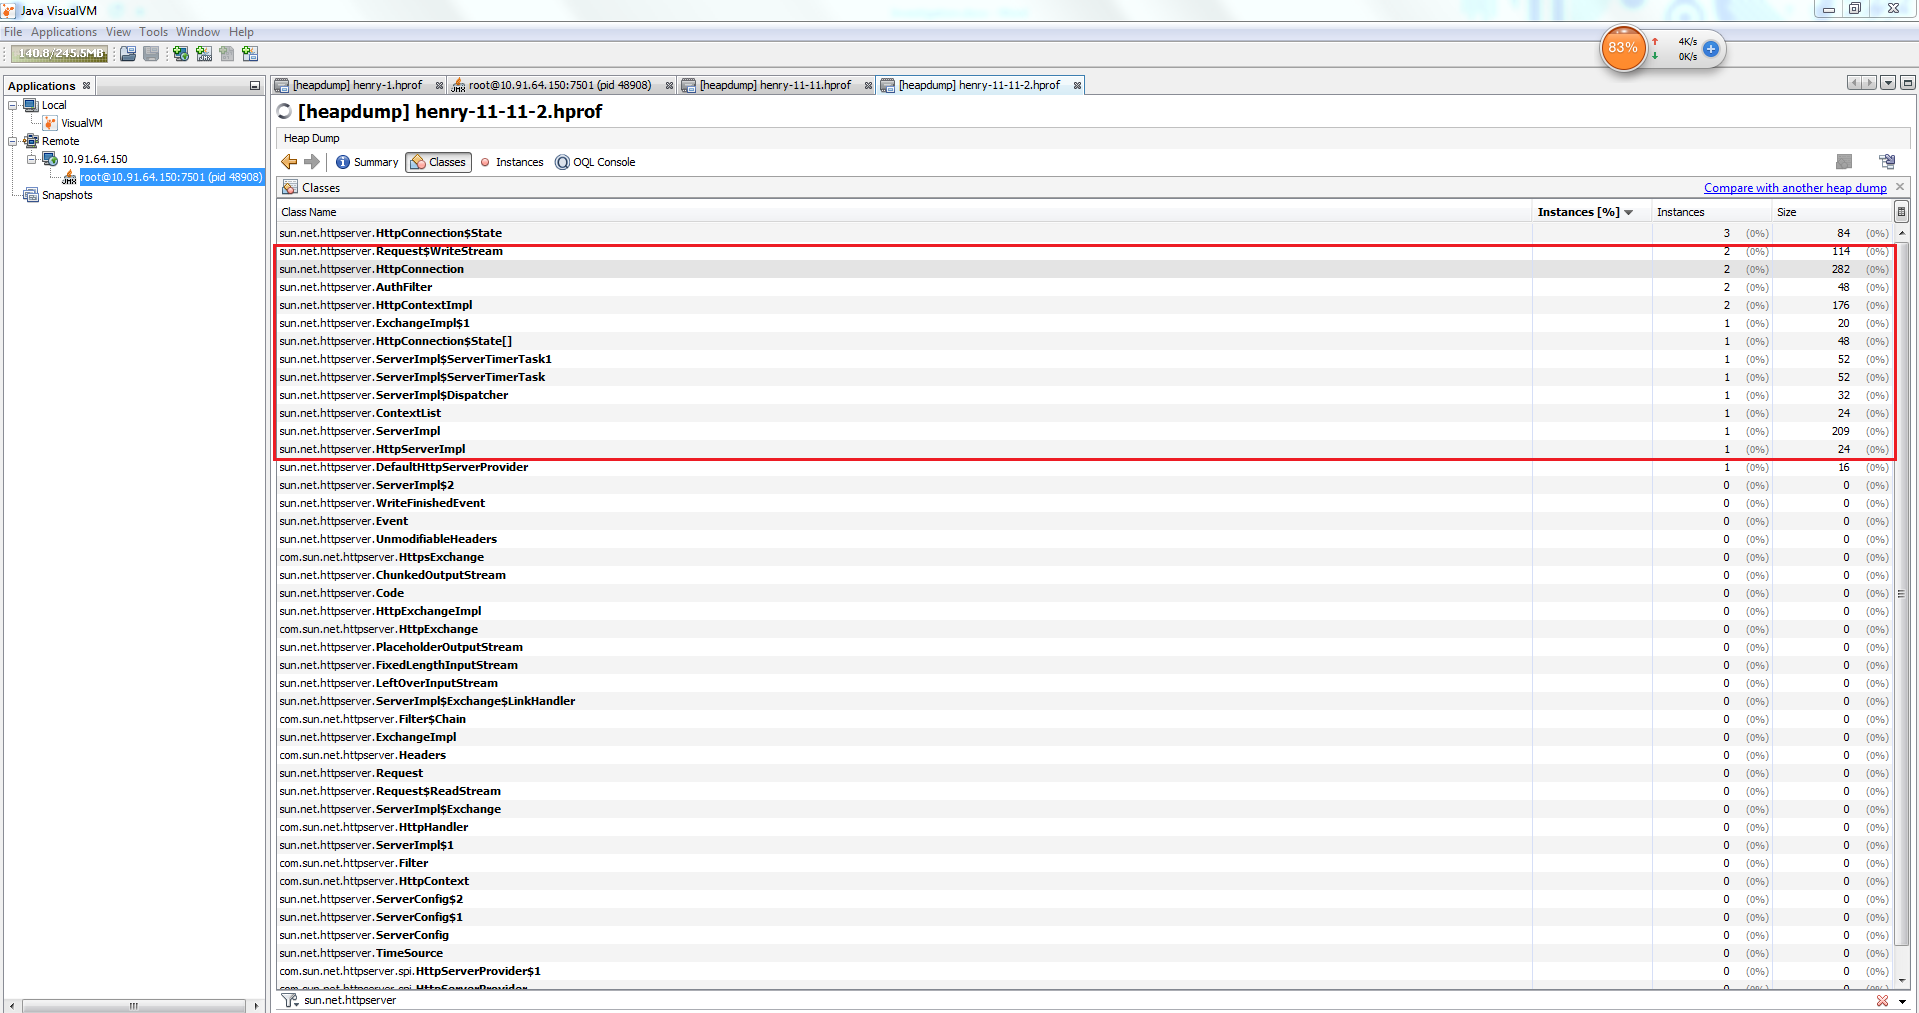 Java VisualVM
File Applications View Tools Window Help
140.8/245.5MB
83% 4K/s
0K/s
Applications
Local
VisualVM
Remote
10.91.64.150
root@10.91.64.150:7501 (pid 48908)
Snapshots
[heapdump] henry-1.hprof root@10.91.64.150:7501 (pid 48908) [heapdump] henry-11-11.hprof [heapdump] henry-11-11-2.hprof
[heapdump] henry-11-11-2.hprof
Heap Dump
Summary Classes Instances OQL Console
Classes Compare with another heap dump
Class Name Instances [%] Instances Size
sun.net.httpserver.HttpConnection$State 3 (0%) 84 (0%)
sun.net.httpserver.Request$WriteStream 2 (0%) 114 (0%)
sun.net.httpserver.HttpConnection 2 (0%) 282 (0%)
sun.net.httpserver.AuthFilter 2 (0%) 48 (0%)
sun.net.httpserver.HttpContextImpl 2 (0%) 176 (0%)
sun.net.httpserver.ExchangeImpl$1 1 (0%) 20 (0%)
sun.net.httpserver.HttpConnection$State[] 1 (0%) 48 (0%)
sun.net.httpserver.ServerImpl$ServerTimerTask1 1 (0%) 52 (0%)
sun.net.httpserver.ServerImpl$ServerTimerTask 1 (0%) 52 (0%)
sun.net.httpserver.ServerImpl$Dispatcher 1 (0%) 32 (0%)
sun.net.httpserver.ContextList 1 (0%) 24 (0%)
sun.net.httpserver.ServerImpl 1 (0%) 209 (0%)
sun.net.httpserver.HttpServerImpl 1 (0%) 24 (0%)
sun.net.httpserver.DefaultHttpServerProvider 1 (0%) 16 (0%)
sun.net.httpserver.ServerImpl$2 0 (0%) 0 (0%)
sun.net.httpserver.WriteFinishedEvent 0 (0%) 0 (0%)
sun.net.httpserver.Event 0 (0%) 0 (0%)
sun.net.httpserver.UnmodifiableHeaders 0 (0%) 0 (0%)
com.sun.net.httpserver.HttpsExchange 0 (0%) 0 (0%)
sun.net.httpserver.ChunkedOutputStream 0 (0%) 0 (0%)
sun.net.httpserver.Code 0 (0%) 0 (0%)
sun.net.httpserver.HttpExchangeImpl 0 (0%) 0 (0%)
com.sun.net.httpserver.HttpExchange 0 (0%) 0 (0%)
sun.net.httpserver.PlaceholderOutputStream 0 (0%) 0 (0%)
sun.net.httpserver.FixedLengthInputStream 0 (0%) 0 (0%)
sun.net.httpserver.LeftOverInputStream 0 (0%) 0 (0%)
sun.net.httpserver.ServerImpl$Exchange$LinkHandler 0 (0%) 0 (0%)
com.sun.net.httpserver.Filter$Chain 0 (0%) 0 (0%)
sun.net.httpserver.ExchangeImpl 0 (0%) 0 (0%)
com.sun.net.httpserver.Headers 0 (0%) 0 (0%)
sun.net.httpserver.Request 0 (0%) 0 (0%)
sun.net.httpserver.Request$ReadStream 0 (0%) 0 (0%)
sun.net.httpserver.ServerImpl$Exchange 0 (0%) 0 (0%)
com.sun.net.httpserver.HttpHandler 0 (0%) 0 (0%)
sun.net.httpserver.ServerImpl$1 0 (0%) 0 (0%)
com.sun.net.httpserver.Filter 0 (0%) 0 (0%)
com.sun.net.httpserver.HttpContext 0 (0%) 0 (0%)
sun.net.httpserver.ServerConfig$2 0 (0%) 0 (0%)
sun.net.httpserver.ServerConfig$1 0 (0%) 0 (0%)
sun.net.httpserver.ServerConfig 0 (0%) 0 (0%)
sun.net.httpserver.TimeSource 0 (0%) 0 (0%)
com.sun.net.httpserver.spi.HttpServerProvider$1 0 (0%) 0 (0%)
com.sun.net.httpserver.spi.HttpServerProvider 0 (0%) 0 (0%)
sun.net.httpserver